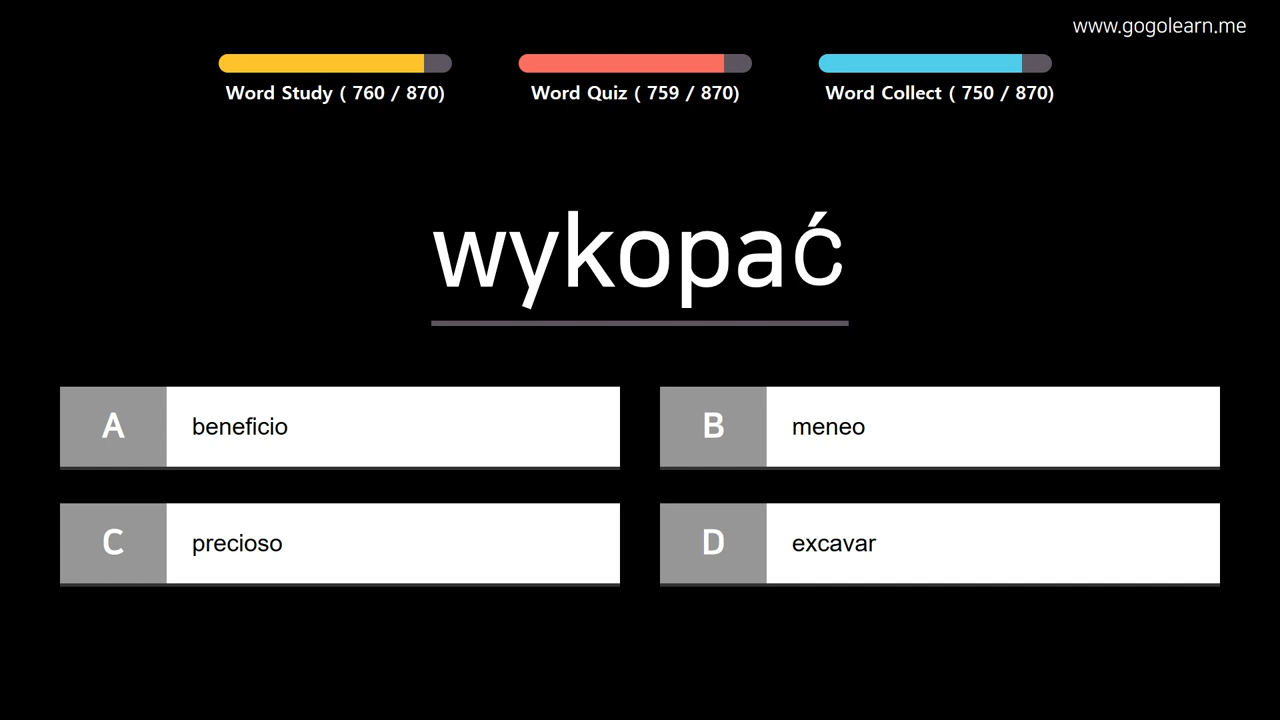 www.gogolearn.me
Word Study ( 760 / 870)
Word Quiz ( 759 / 870)
Word Collect ( 750 / 870)
wykopać
A beneficio
B meneo
C precioso
D excavar